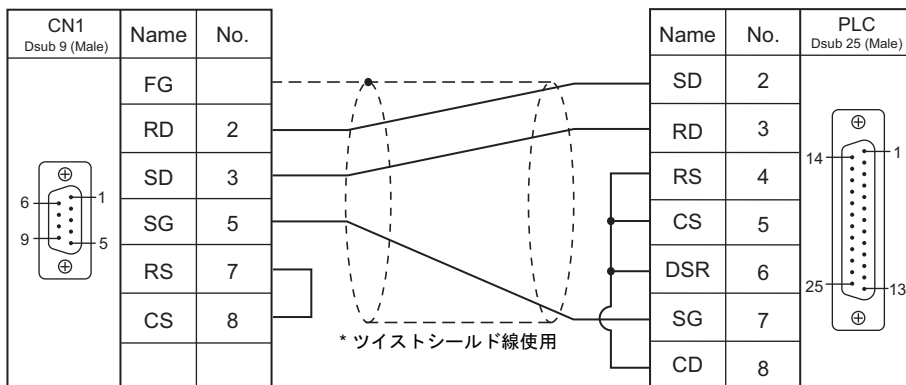 CN1
Dsub 9 (Male)
Name No.
FG
RD 2
SD 3
SG 5
RS 7
CS 8
6
1
9
5
* ツイストシールド線使用
Name No.
SD 2
RD 3
RS 4
CS 5
DSR 6
SG 7
CD 8
PLC
Dsub 25 (Male)
14
1
25
13